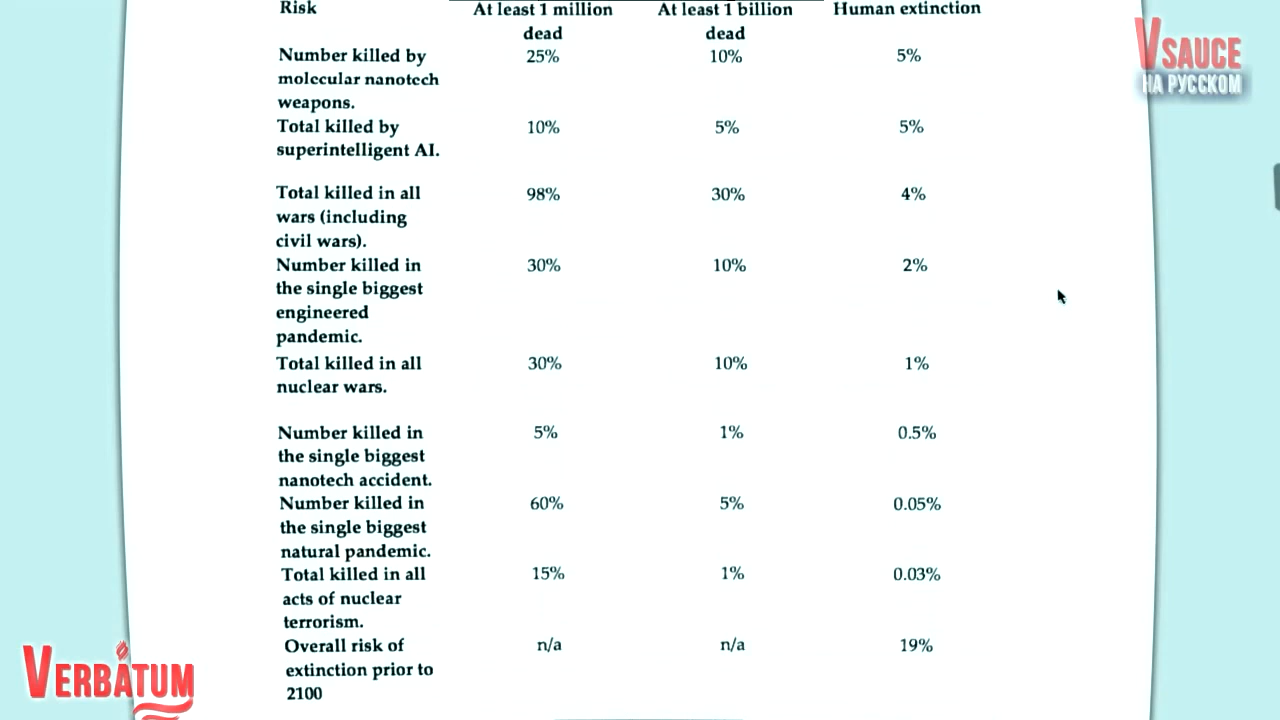 Risk At least 1 million dead At least 1 billion dead Human extinction
Number killed by molecular nanotech weapons. 25% 10% 5%
Total killed by superintelligent AI. 10% 5% 5%
Total killed in all wars (including civil wars). 98% 30% 4%
Number killed in the single biggest engineered pandemic. 30% 10% 2%
Total killed in all nuclear wars. 30% 10% 1%
Number killed in the single biggest nanotech accident. 5% 1% 0.5%
Number killed in the single biggest natural pandemic. 60% 5% 0.05%
Total killed in all acts of nuclear terrorism. 15% 1% 0.03%
Overall risk of extinction prior to 2100 n/a n/a 19%
VSAUCE
НА РУССКОМ
VERBATUM